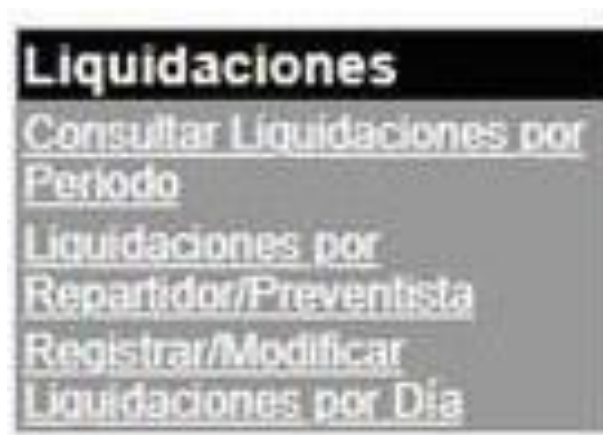 Liquidaciones
Consultar Liquidaciones por
Periodo
Liquidaciones por
Repartidor/Preventista
Registrar/Modificar
Liquidaciones por Día